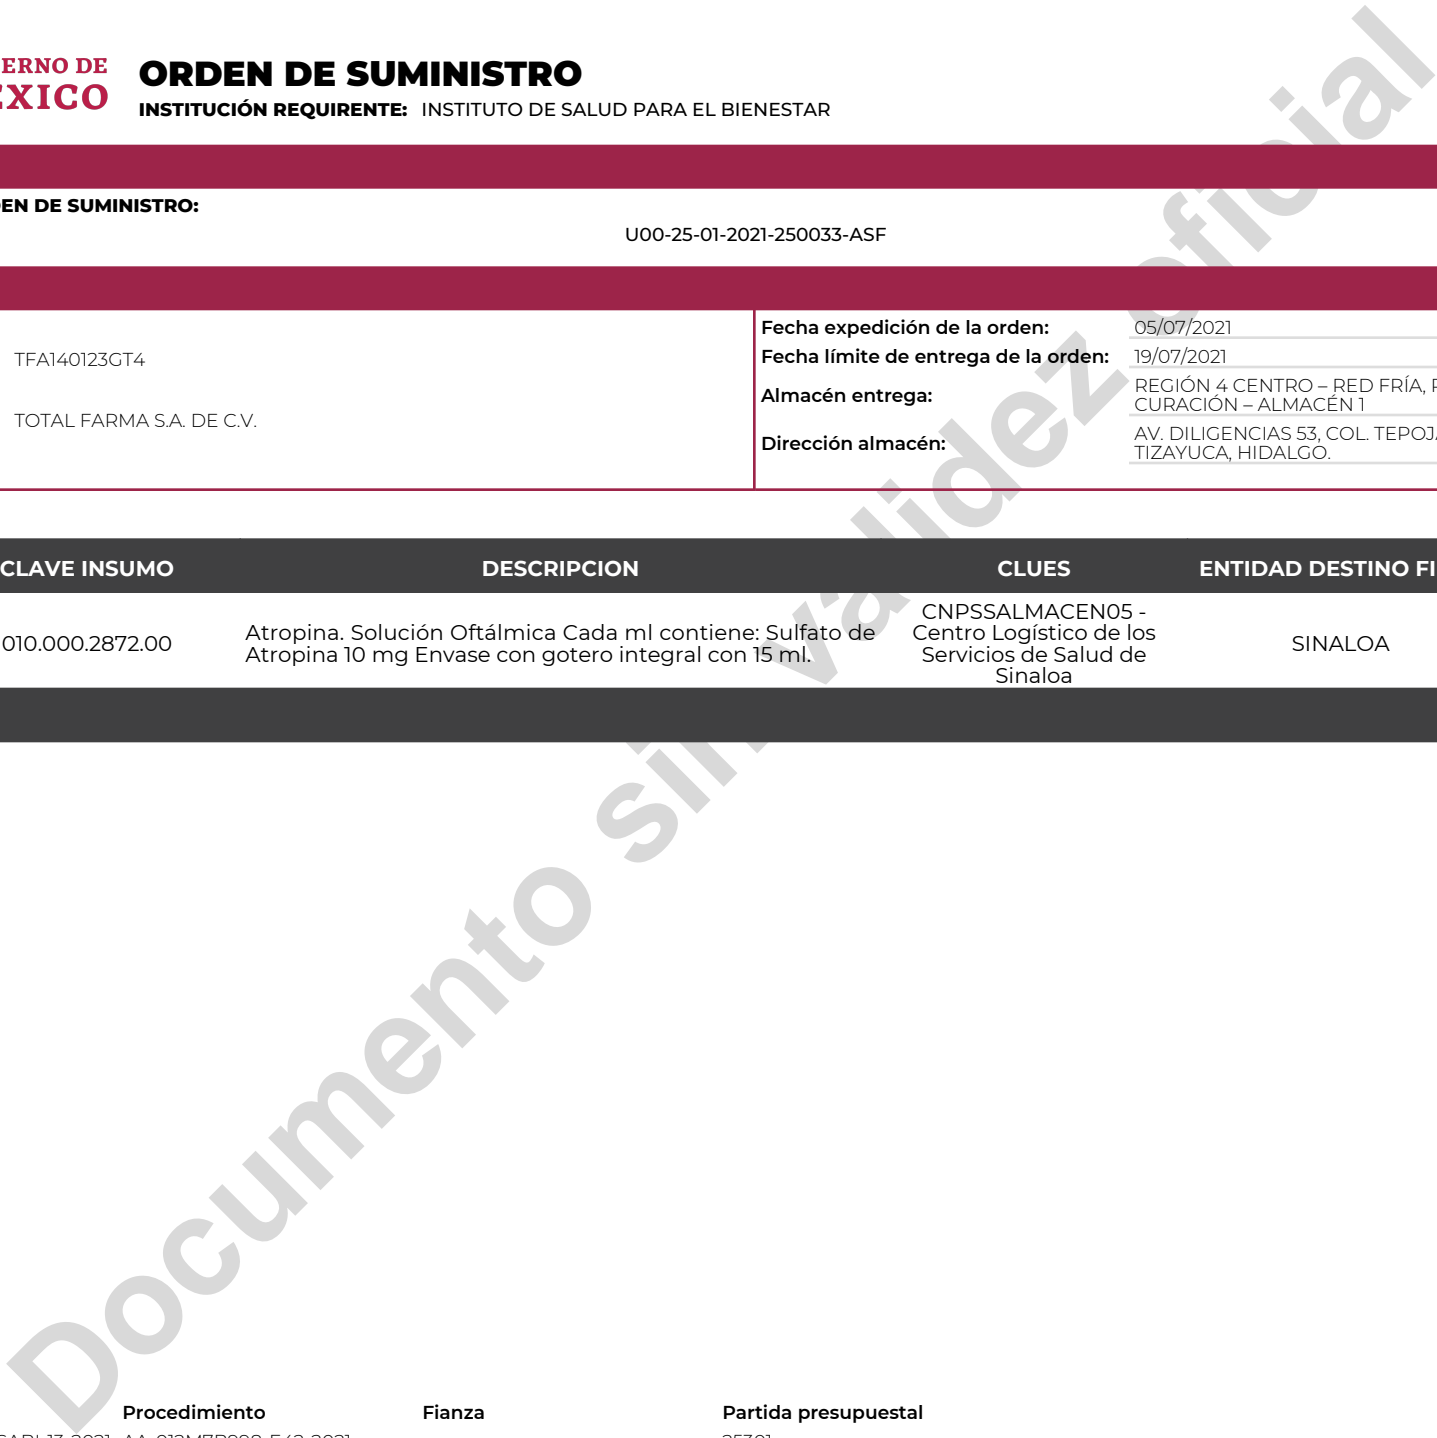 ERNO DE
ÉXICO
ORDEN DE SUMINISTRO
INSTITUCIÓN REQUIRENTE: INSTITUTO DE SALUD PARA EL BIENESTAR
EN DE SUMINISTRO:
U00-25-01-2021-250033-ASF
TFA140123GT4
TOTAL FARMA S.A. DE C.V.
Fecha expedición de la orden: 05/07/2021
Fecha límite de entrega de la orden: 19/07/2021
Almacén entrega: REGIÓN 4 CENTRO – RED FRÍA,
CURACIÓN – ALMACÉN 1
Dirección almacén: AV. DILIGENCIAS 53, COL. TEPOJA
TIZAYUCA, HIDALGO.
CLAVE INSUMO DESCRIPCION CLUES ENTIDAD DESTINO FI
010.000.2872.00
Atropina. Solución Oftálmica Cada ml contiene: Sulfato de
Atropina 10 mg Envase con gotero integral con 15 ml.
CNPSSALMACEN05 -
Centro Logístico de los
Servicios de Salud de
Sinaloa
SINALOA
Documento sin validez oficial
Procedimiento Fianza Partida presupuestal